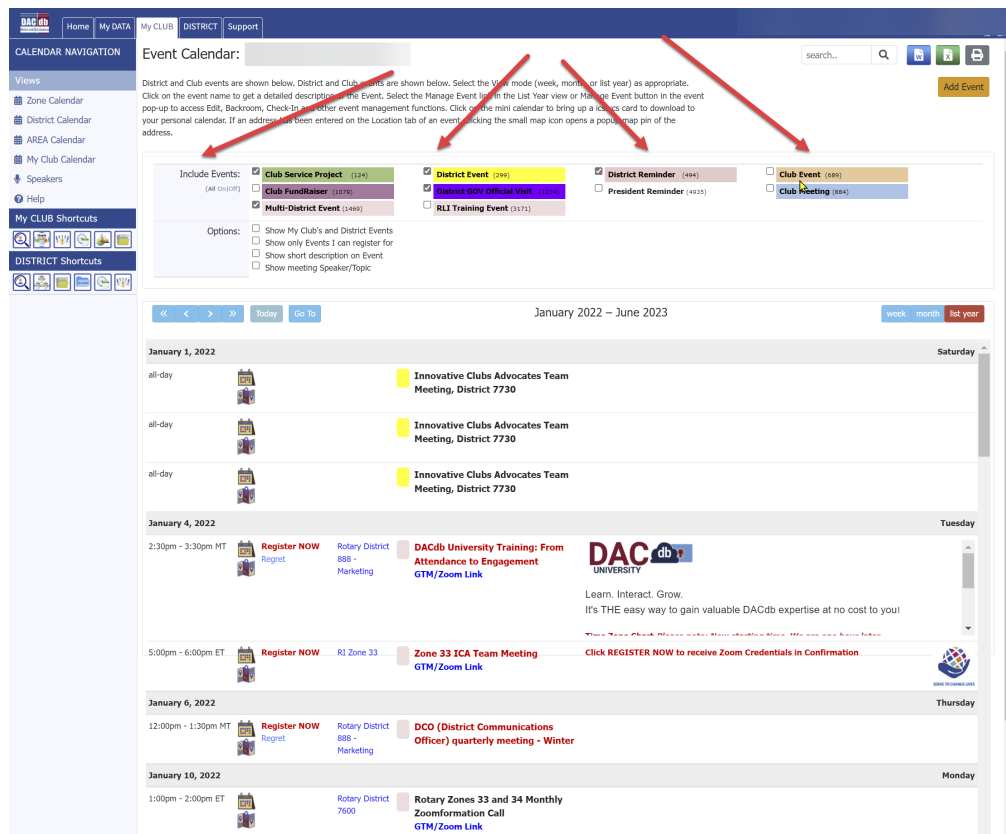 DAC db
Home
My DATA
My CLUB
DISTRICT
Support
CALENDAR NAVIGATION
Views
Zone Calendar
District Calendar
AREA Calendar
My Club Calendar
Speakers
Help
My CLUB Shortcuts
DISTRICT Shortcuts
Event Calendar:
search..
Add Event
District and Club events are shown below. District and Club events are shown below. Select the View mode (week, month, or list year) as appropriate.
Click on the event name to get a detailed description of the Event. Select the Manage Event link in the List Year view or Manage Event button in the event
pop-up to access Edit, Backroom, Check-In and other event management functions. Click on the mini calendar to bring up a ics/vcs card to download to
your personal calendar. If an address has been entered on the Location tab of an event, clicking the small map icon opens a popup map pin of the
address.
Include Events:
(All On|Off)
Club Service Project (124)
District Event (299)
District Reminder (494)
Club Event (689)
Club FundRaiser (1079)
District GOV Official Visit
President Reminder (4935)
Club Meeting (884)
Multi-District Event (1469)
RLI Training Event (3171)
Options:
Show My Club's and District Events
Show only Events I can register for
Show short description on Event
Show meeting Speaker/Topic
« < > »
Today
Go To
January 2022 – June 2023
week
month
list year
January 1, 2022 Saturday
all-day
Innovative Clubs Advocates Team
Meeting, District 7730
all-day
Innovative Clubs Advocates Team
Meeting, District 7730
all-day
Innovative Clubs Advocates Team
Meeting, District 7730
January 4, 2022 Tuesday
2:30pm - 3:30pm MT
Register NOW
Regret
Rotary District
888 -
Marketing
DACdb University Training: From
Attendance to Engagement
GTM/Zoom Link
DAC db
UNIVERSITY
Learn. Interact. Grow.
It's THE easy way to gain valuable DACdb expertise at no cost to you!
5:00pm - 6:00pm ET
Register NOW
RI Zone 33
Zone 33 ICA Team Meeting
GTM/Zoom Link
Click REGISTER NOW to receive Zoom Credentials in Confirmation
SERVE TO CHANGE LIVES
January 6, 2022 Thursday
12:00pm - 1:30pm MT
Register NOW
Regret
Rotary District
888 -
Marketing
DCO (District Communications
Officer) quarterly meeting - Winter
January 10, 2022 Monday
1:00pm - 2:00pm ET
Rotary District
7600
Rotary Zones 33 and 34 Monthly
Zoomformation Call
GTM/Zoom Link